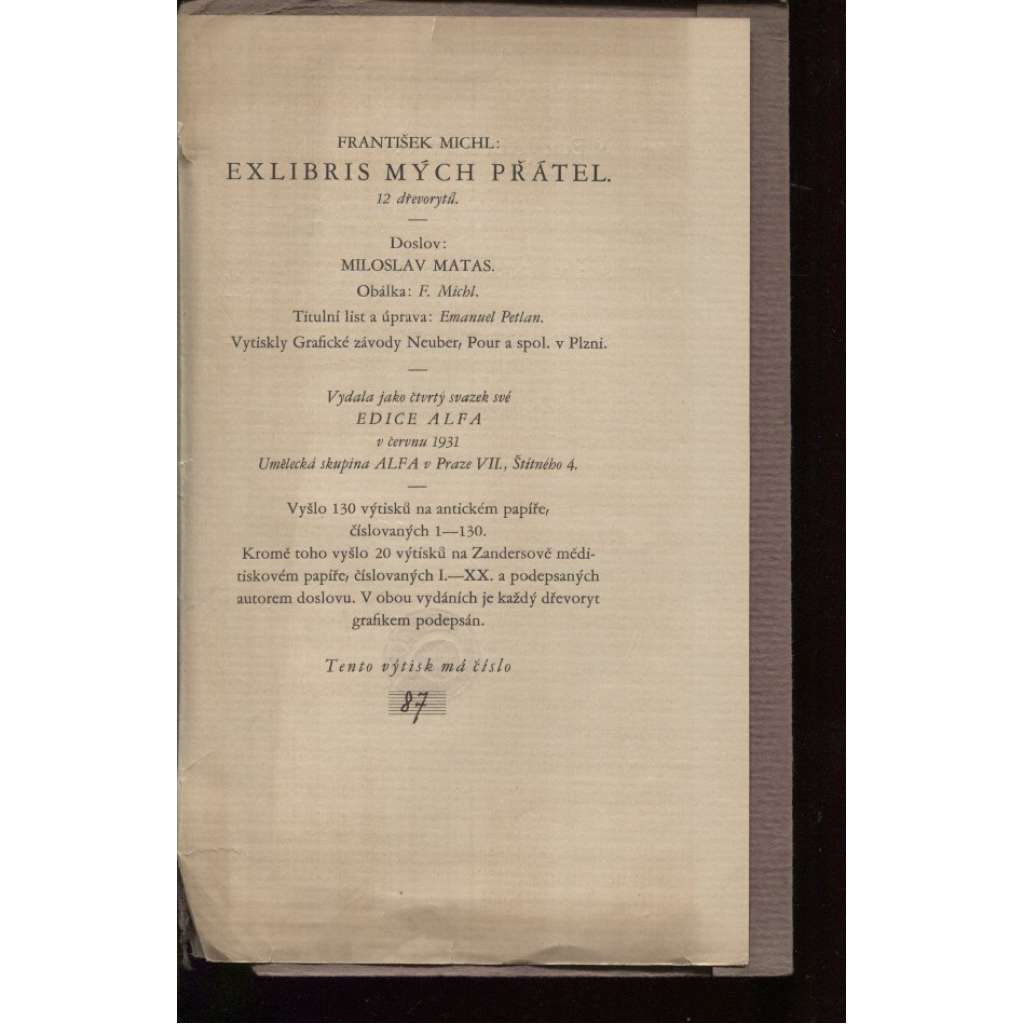 FRANTIŠEK MICHL:
EXLIBRIS MÝCH PŘÁTEL.
12 dřevorytů.
Doslov:
MILOSLAV MATAS.
Obálka: F. Michl.
Titulní list a úprava: Emanuel Petlan.
Vytiskly Grafické závody Neuber, Pour a spol. v Plzni.
Vydala jako čtvrtý svazek své
EDICE ALFA
v červnu 1931
Umělecká skupina ALFA v Praze VII., Štítného 4.
Vyšlo 130 výtisků na antickém papíře,
číslovaných 1—130.
Kromě toho vyšlo 20 výtisků na Zandersově mědi-
tiskovém papíře, číslovaných I.—XX. a podepsaných
autorem doslovu. V obou vydáních je každý dřevoryt
grafikem podepsán.
Tento výtisk má číslo
87